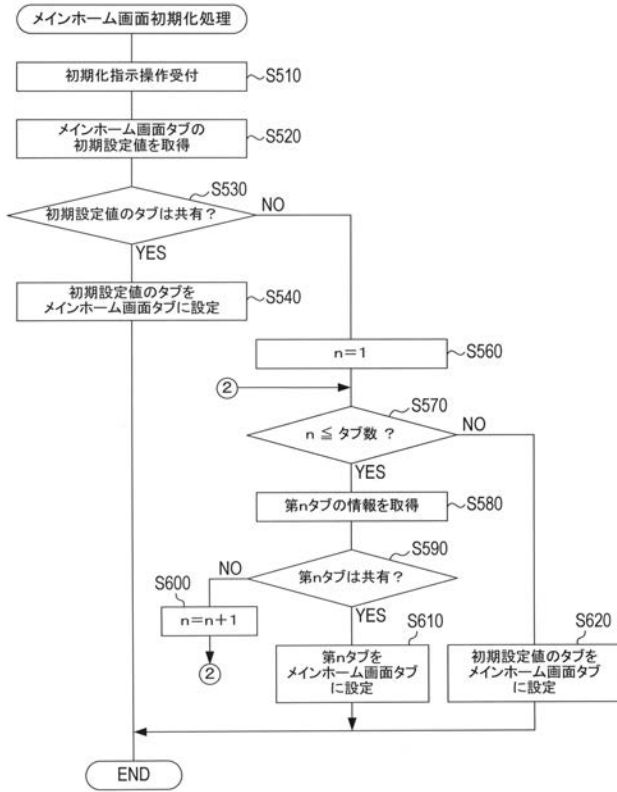 メインホーム画面初期化処理
初期化指示操作受付
S510
メインホーム画面タブの
初期設定値を取得
S520
S530
初期設定値のタブは共有？
NO
YES
初期設定値のタブを
メインホーム画面タブに設定
S540
n＝1
S560
②
S570
n ≦ タブ数 ？
NO
YES
第nタブの情報を取得
S580
S590
第nタブは共有？
NO
YES
S600
n＝n＋1
②
S610
第nタブを
メインホーム画面タブ
に設定
S620
初期設定値のタブを
メインホーム画面タブ
に設定
END